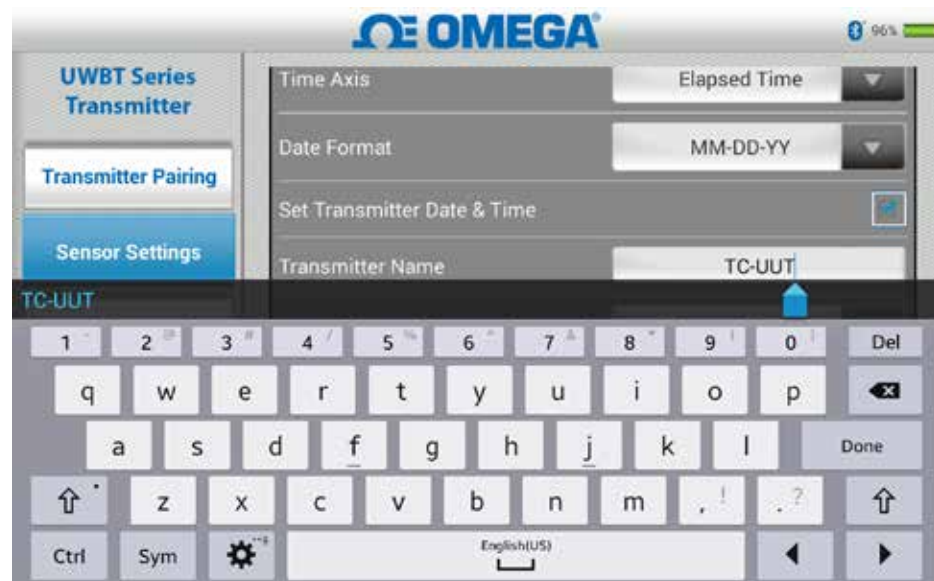 OMEGA®
96%
UWBT Series
Transmitter
Transmitter Pairing
Sensor Settings
Time Axis Elapsed Time
Date Format MM-DD-YY
Set Transmitter Date & Time
Transmitter Name TC-UUT
TC-UUT
1 2 3 4 5 6 7 8 9 0 Del
q w e r t y u i o p
a s d f g h j k l Done
z x c v b n m , ! . ?
Ctrl Sym English(US)